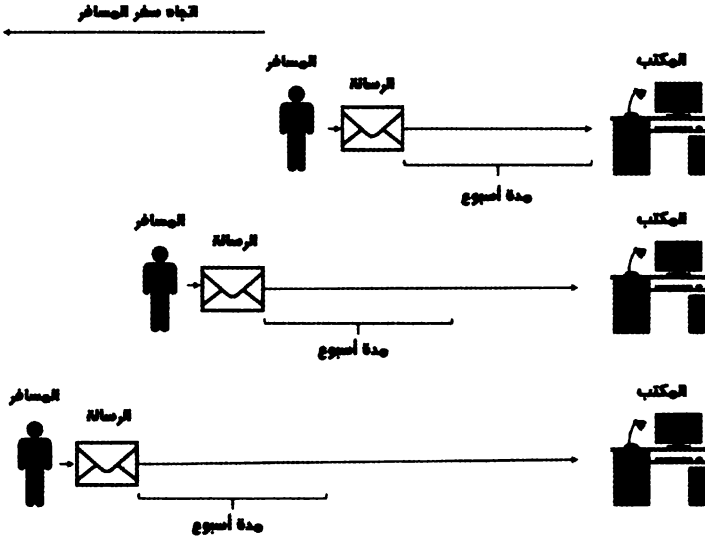 اتجاه سفر المسافر
المسافر
الرسالة
المكتب
مدة أسبوع
المسافر
الرسالة
المكتب
مدة أسبوع
المسافر
الرسالة
المكتب
مدة أسبوع